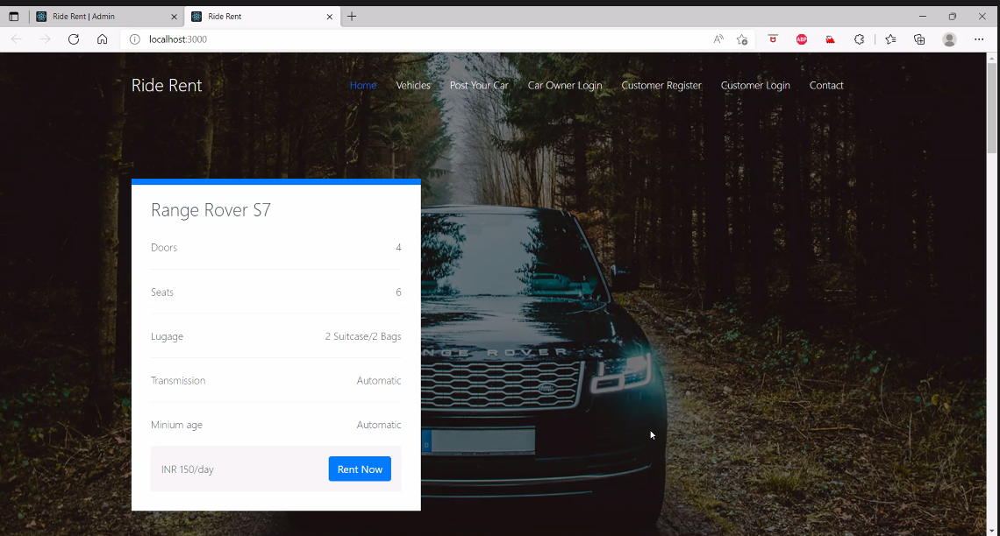 Ride Rent | Admin
Ride Rent
localhost:3000
ABP
Ride Rent
Home Vehicles Post Your Car Car Owner Login Customer Register Customer Login Contact
Range Rover S7
Doors 4
Seats 6
Lugage 2 Suitcase/2 Bags
Transmission Automatic
Minium age Automatic
INR 150/day Rent Now
NGE ROVER